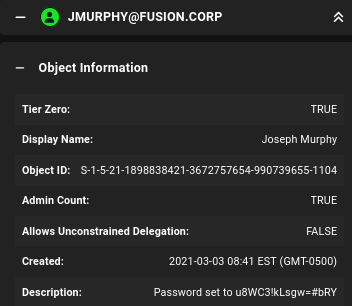 JMURPHY@FUSION.CORP
Object Information
Tier Zero: TRUE
Display Name: Joseph Murphy
Object ID: S-1-5-21-1898838421-3672757654-990739655-1104
Admin Count: TRUE
Allows Unconstrained Delegation: FALSE
Created: 2021-03-03 08:41 EST (GMT-0500)
Description: Password set to u8WC3!kLsgw=#bRY